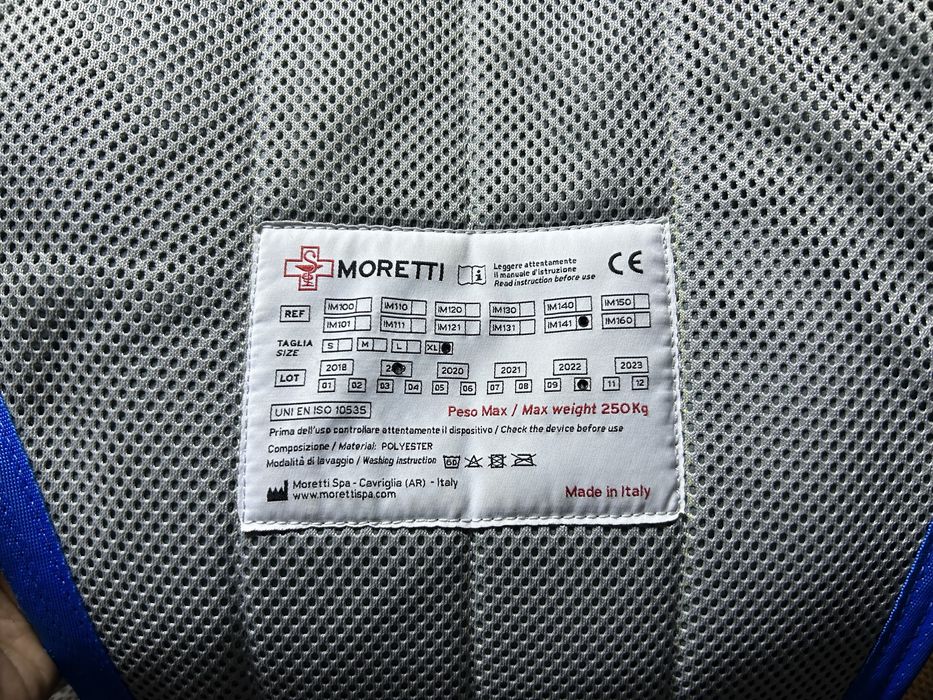 MORETTI
Leggere attentamente
il manuale d'istruzione
Read instruction before use
CE
REF
IM100 IM110 IM120 IM130 IM140 IM150
IM101 IM111 IM121 IM131 IM141 IM160
TAGLIA
SIZE
S M L XL
LOT
2018 2020 2021 2022 2023
01 02 03 04 05 06 07 08 09 11 12
UNI EN ISO 10535
Peso Max / Max weight 250Kg
Prima dell'uso controllare attentamente il dispositivo / Check the device before use
Composizione / Material: POLYESTER
Modalità di lavaggio / Washing instruction 60
Moretti Spa - Cavriglia (AR) - Italy
www.morettispa.com
Made in Italy